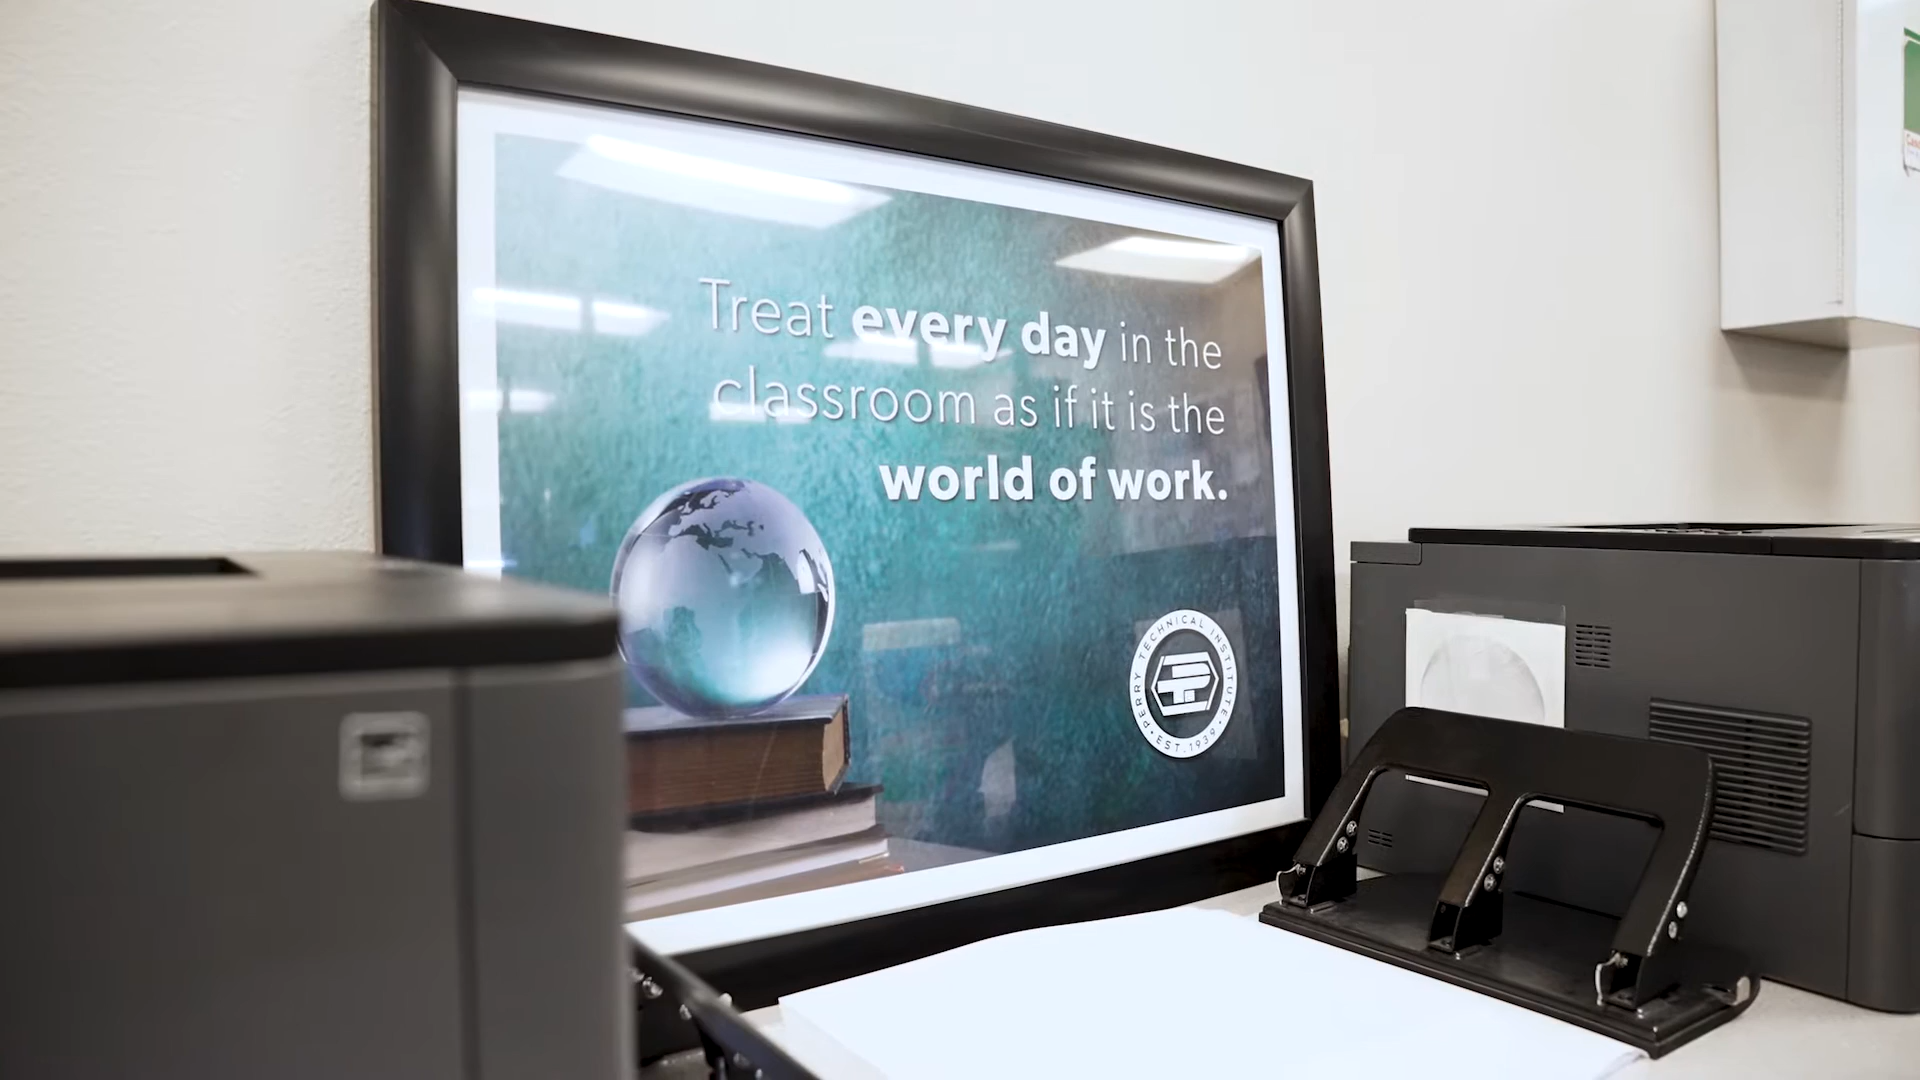 Treat every day in the
classroom as if it is the
world of work.
PERRY TECHNICAL INSTITUTE
EST. 1939